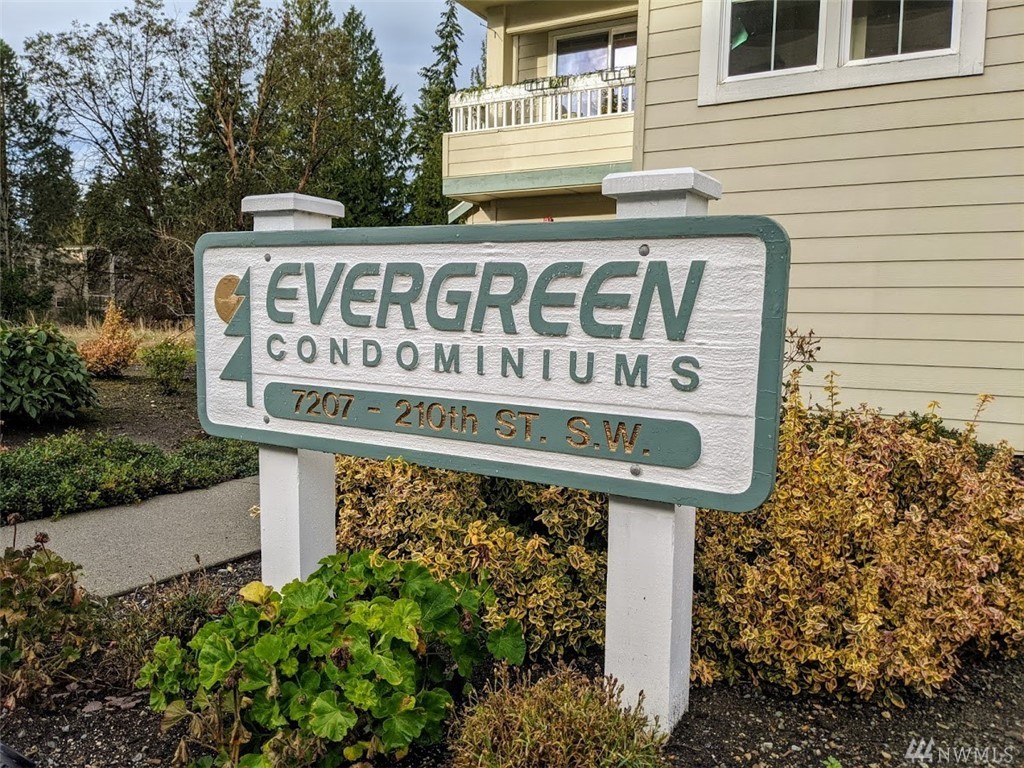 EVERGREEN
CONDOMINIUMS
7207 - 210th ST. S.W.
NWMLS